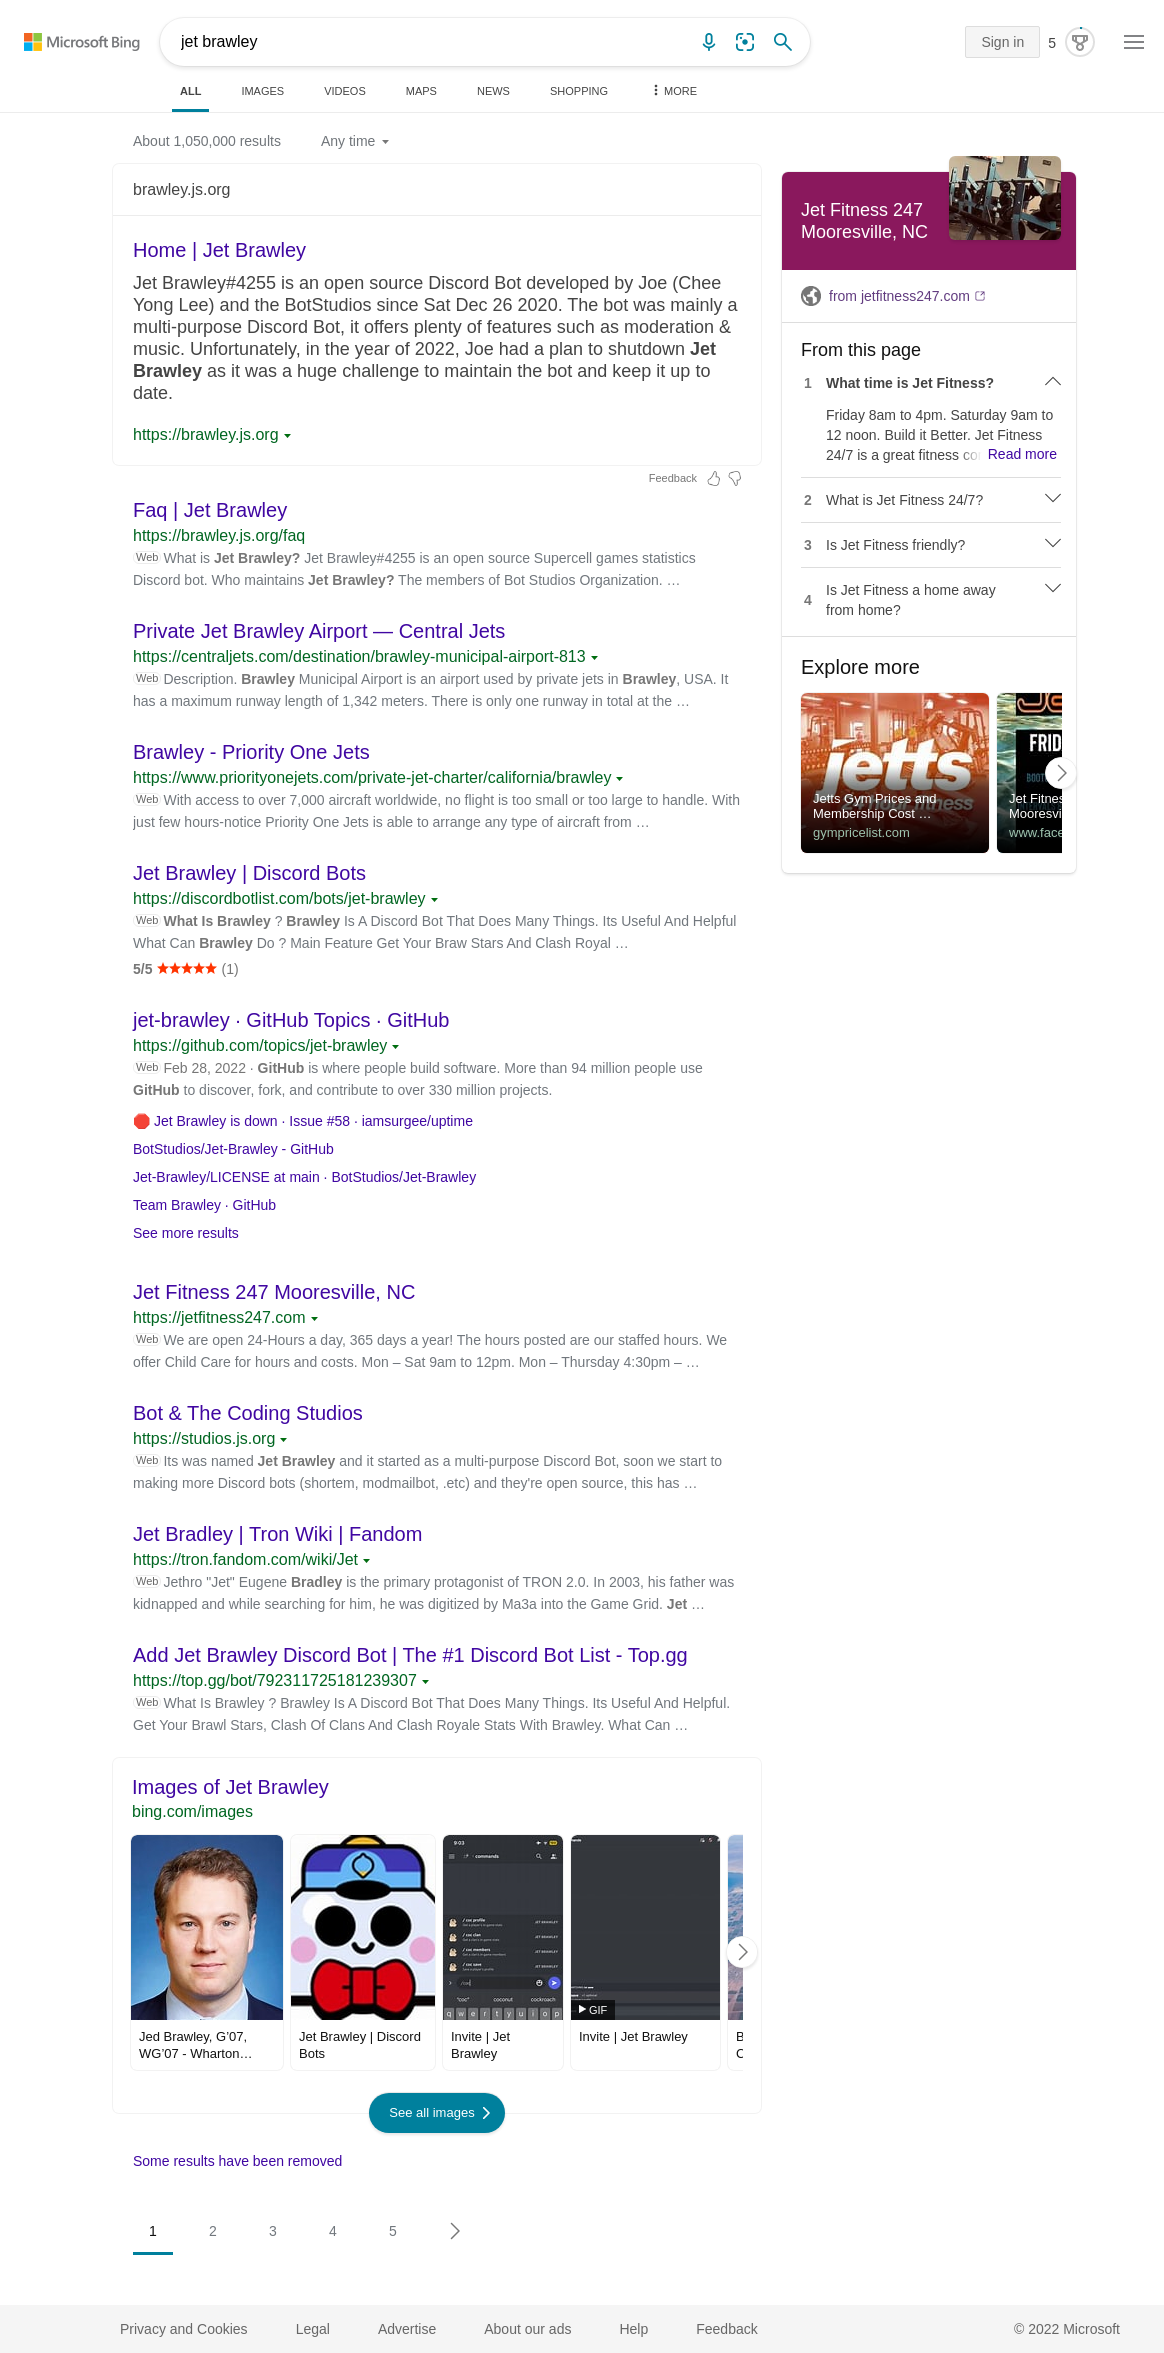 Microsoft Bing
jet brawley
Sign in
5
ALL
IMAGES
VIDEOS
MAPS
NEWS
SHOPPING
MORE
About 1,050,000 results
Any time
brawley.js.org
Home | Jet Brawley
Jet Brawley#4255 is an open source Discord Bot developed by Joe (Chee
Yong Lee) and the BotStudios since Sat Dec 26 2020. The bot was mainly a
multi-purpose Discord Bot, it offers plenty of features such as moderation &
music. Unfortunately, in the year of 2022, Joe had a plan to shutdown Jet
Brawley as it was a huge challenge to maintain the bot and keep it up to
date.
https://brawley.js.org
Feedback
Faq | Jet Brawley
https://brawley.js.org/faq
Web What is Jet Brawley? Jet Brawley#4255 is an open source Supercell games statistics
Discord bot. Who maintains Jet Brawley? The members of Bot Studios Organization. …
Private Jet Brawley Airport — Central Jets
https://centraljets.com/destination/brawley-municipal-airport-813
Web Description. Brawley Municipal Airport is an airport used by private jets in Brawley, USA. It
has a maximum runway length of 1,342 meters. There is only one runway in total at the …
Brawley - Priority One Jets
https://www.priorityonejets.com/private-jet-charter/california/brawley
Web With access to over 7,000 aircraft worldwide, no flight is too small or too large to handle. With
just few hours-notice Priority One Jets is able to arrange any type of aircraft from …
Jet Brawley | Discord Bots
https://discordbotlist.com/bots/jet-brawley
Web What Is Brawley ? Brawley Is A Discord Bot That Does Many Things. Its Useful And Helpful
What Can Brawley Do ? Main Feature Get Your Braw Stars And Clash Royal …
5/5 ★★★★★ (1)
jet-brawley · GitHub Topics · GitHub
https://github.com/topics/jet-brawley
Web Feb 28, 2022 · GitHub is where people build software. More than 94 million people use
GitHub to discover, fork, and contribute to over 330 million projects.
🛑 Jet Brawley is down · Issue #58 · iamsurgee/uptime
BotStudios/Jet-Brawley - GitHub
Jet-Brawley/LICENSE at main · BotStudios/Jet-Brawley
Team Brawley · GitHub
See more results
Jet Fitness 247 Mooresville, NC
https://jetfitness247.com
Web We are open 24-Hours a day, 365 days a year! The hours posted are our staffed hours. We
offer Child Care for hours and costs. Mon – Sat 9am to 12pm. Mon – Thursday 4:30pm – …
Bot & The Coding Studios
https://studios.js.org
Web Its was named Jet Brawley and it started as a multi-purpose Discord Bot, soon we start to
making more Discord bots (shortem, modmailbot, .etc) and they're open source, this has …
Jet Bradley | Tron Wiki | Fandom
https://tron.fandom.com/wiki/Jet
Web Jethro "Jet" Eugene Bradley is the primary protagonist of TRON 2.0. In 2003, his father was
kidnapped and while searching for him, he was digitized by Ma3a into the Game Grid. Jet …
Add Jet Brawley Discord Bot | The #1 Discord Bot List - Top.gg
https://top.gg/bot/792311725181239307
Web What Is Brawley ? Brawley Is A Discord Bot That Does Many Things. Its Useful And Helpful.
Get Your Brawl Stars, Clash Of Clans And Clash Royale Stats With Brawley. What Can …
Images of Jet Brawley
bing.com/images
9:03
commands
/ coc profile
/ coc clan
/ coc members
/ coc save
JET BRAWLEY
JET BRAWLEY
JET BRAWLEY
JET BRAWLEY
"coc" coconut cockroach
q w e r t y u i o p
GIF
Jed Brawley, G'07,
WG'07 - Wharton…
Jet Brawley | Discord
Bots
Invite | Jet
Brawley
Invite | Jet Brawley
See all images
Some results have been removed
1
2
3
4
5
Jet Fitness 247
Mooresville, NC
from jetfitness247.com
From this page
1 What time is Jet Fitness?
Friday 8am to 4pm. Saturday 9am to
12 noon. Build it Better. Jet Fitness
24/7 is a great fitness co Read more
2 What is Jet Fitness 24/7?
3 Is Jet Fitness friendly?
4 Is Jet Fitness a home away
from home?
Explore more
jetts
24 hour fitness
Jetts Gym Prices and
Membership Cost …
gympricelist.com
FRID
BOOT
Jet Fitnes
Mooresvi
www.face
Privacy and Cookies
Legal
Advertise
About our ads
Help
Feedback
© 2022 Microsoft